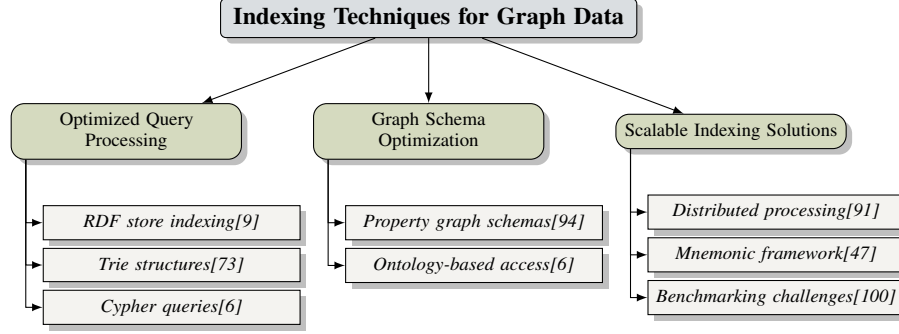 Indexing Techniques for Graph Data
Optimized Query
Processing
RDF store indexing[9]
Trie structures[73]
Cypher queries[6]
Graph Schema
Optimization
Property graph schemas[94]
Ontology-based access[6]
Scalable Indexing Solutions
Distributed processing[91]
Mnemonic framework[47]
Benchmarking challenges[100]